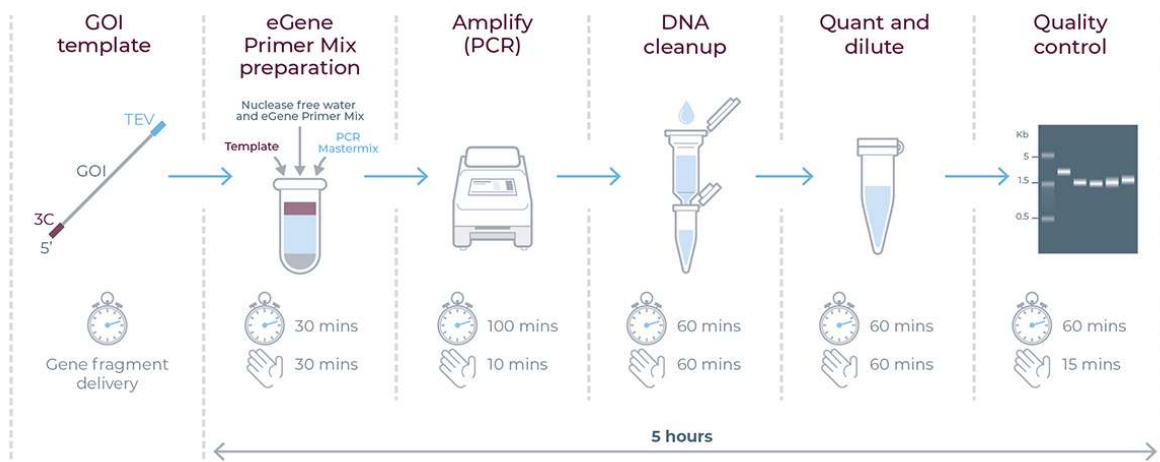 GOI
template
eGene
Primer Mix
preparation
Amplify
(PCR)
DNA
cleanup
Quant and
dilute
Quality
control
TEV
GOI
3C
5’
Nuclease free water
and eGene Primer Mix
Template
PCR
Mastermix
Kb
5
1.5
0.5
Gene fragment
delivery
30 mins
30 mins
100 mins
10 mins
60 mins
60 mins
60 mins
60 mins
60 mins
15 mins
5 hours